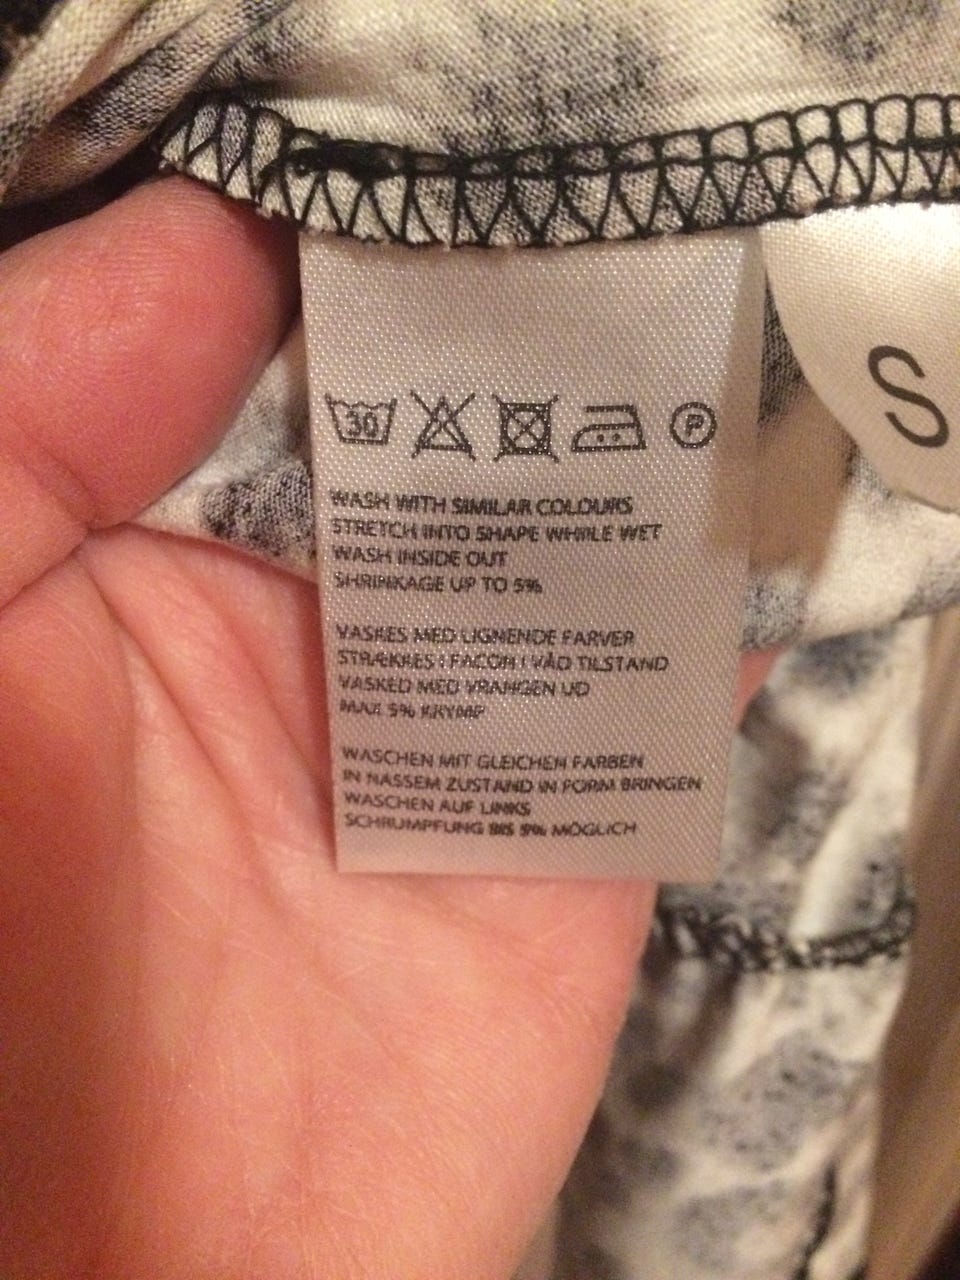 30
P
S
WASH WITH SIMILAR COLOURS
STRETCH INTO SHAPE WHILE WET
WASH INSIDE OUT
SHRINKAGE UP TO 5%
VASKES MED LIGNENDE FARVER
STRÆKKES I FACON I VÅD TILSTAND
VASKED MED VRANGEN UD
MAX 5% KRYMP
WASCHEN MIT GLEICHEN FARBEN
IN NASSEM ZUSTAND IN FORM BRINGEN
WASCHEN AUF LINKS
SCHRUMPFUNG BIS 5% MÖGLICH